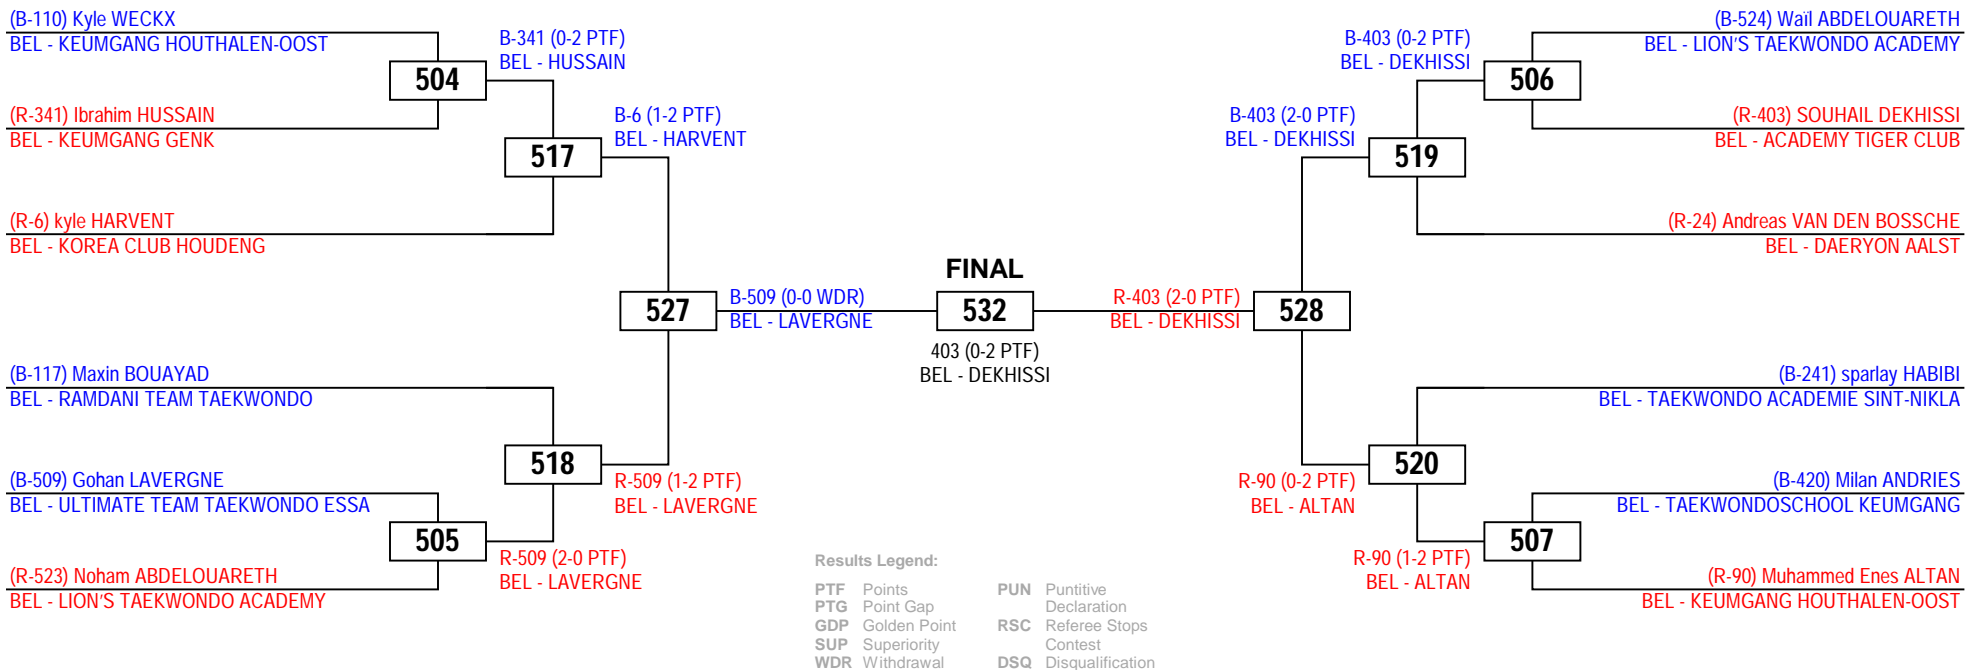 (B-110) Kyle WECKX
BEL - KEUMGANG HOUTHALEN-OOST
504
(R-341) Ibrahim HUSSAIN
BEL - KEUMGANG GENK
B-341 (0-2 PTF)
BEL - HUSSAIN
517
(R-6) kyle HARVENT
BEL - KOREA CLUB HOUDENG
B-6 (1-2 PTF)
BEL - HARVENT
527
(B-117) Maxin BOUAYAD
BEL - RAMDANI TEAM TAEKWONDO
518
(B-509) Gohan LAVERGNE
BEL - ULTIMATE TEAM TAEKWONDO ESSA
505
(R-523) Noham ABDELOUARETH
BEL - LION'S TAEKWONDO ACADEMY
R-509 (2-0 PTF)
BEL - LAVERGNE
R-509 (1-2 PTF)
BEL - LAVERGNE
B-509 (0-0 WDR)
BEL - LAVERGNE
FINAL
532
403 (0-2 PTF)
BEL - DEKHISSI
R-403 (2-0 PTF)
BEL - DEKHISSI
528
B-403 (2-0 PTF)
BEL - DEKHISSI
519
B-403 (0-2 PTF)
BEL - DEKHISSI
506
(B-524) Waïl ABDELOUARETH
BEL - LION'S TAEKWONDO ACADEMY
(R-403) SOUHAIL DEKHISSI
BEL - ACADEMY TIGER CLUB
(R-24) Andreas VAN DEN BOSSCHE
BEL - DAERYON AALST
(B-241) sparlay HABIBI
BEL - TAEKWONDO ACADEMIE SINT-NIKLA
520
R-90 (0-2 PTF)
BEL - ALTAN
(B-420) Milan ANDRIES
BEL - TAEKWONDOSCHOOL KEUMGANG
507
R-90 (1-2 PTF)
BEL - ALTAN
(R-90) Muhammed Enes ALTAN
BEL - KEUMGANG HOUTHALEN-OOST
Results Legend:
PTF Points
PTG Point Gap
GDP Golden Point
SUP Superiority
WDR Withdrawal
PUN Puntitive
Declaration
RSC Referee Stops
Contest
DSQ Disqualification